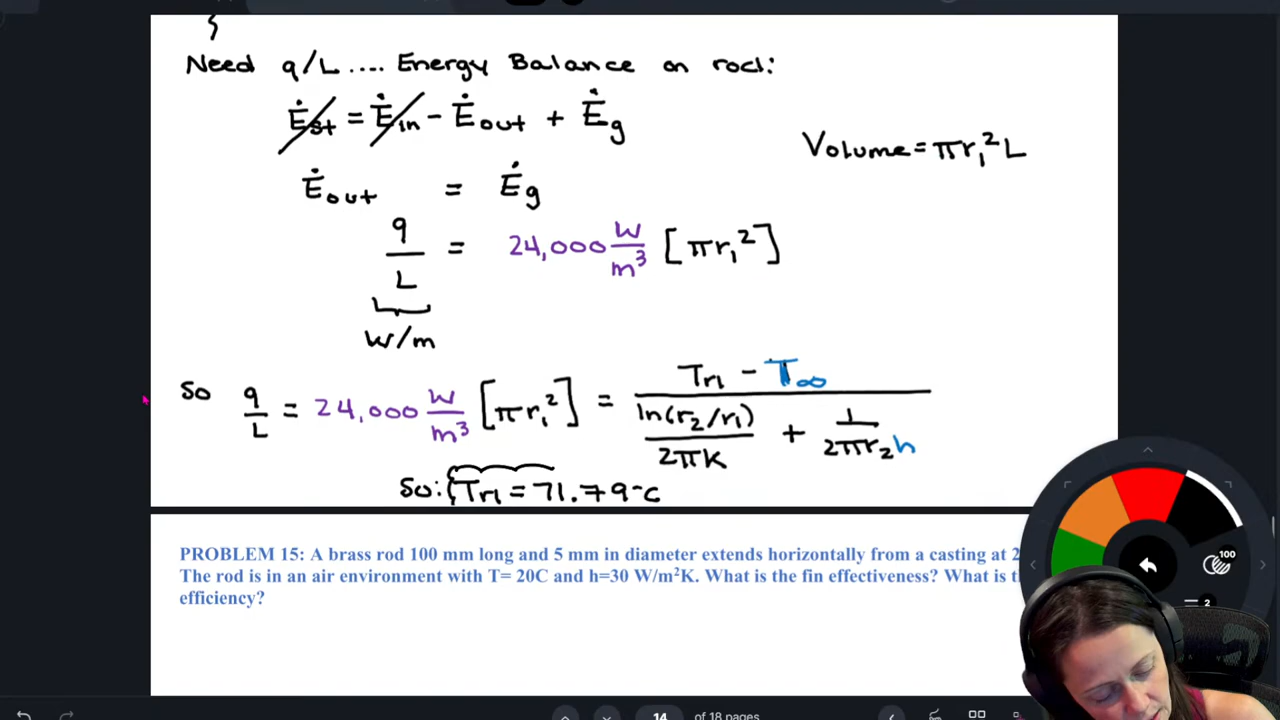 Need q/L .... Energy Balance on rod:
Ėst = Ėin - Ėout + Ėg
Volume = πr₁²L
Ėout = Ėg
q/L = 24,000 W/m³ [πr₁²]
W/m
So q/L = 24,000 W/m³ [πr₁²] = (Tr₁ - T∞) / (ln(r₂/r₁)/2πk + 1/2πr₂h)
So: Tr₁ = 71.79°C
PROBLEM 15: A brass rod 100 mm long and 5 mm in diameter extends horizontally from a casting at 2
The rod is in an air environment with T= 20C and h=30 W/m²K. What is the fin effectiveness? What is t
efficiency?
100
2
14 of 18 pages